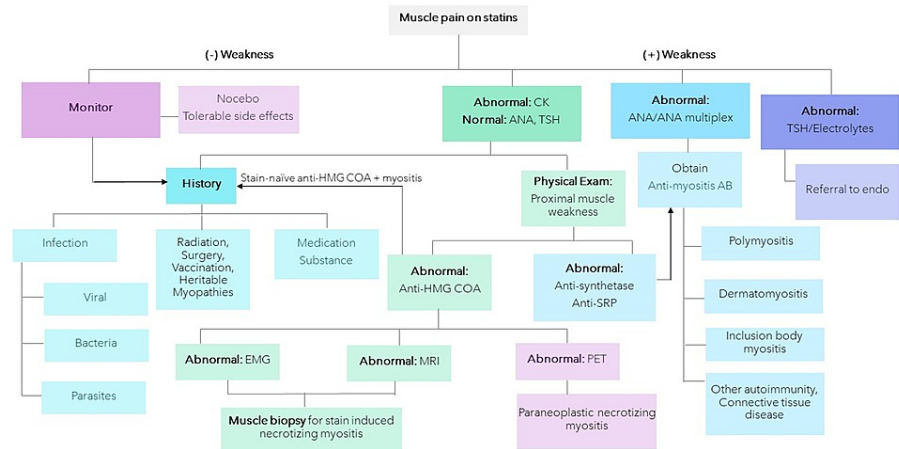 Muscle pain on statins
(-) Weakness
(+) Weakness
Monitor
Nocebo
Tolerable side effects
Abnormal: CK
Normal: ANA, TSH
Abnormal:
ANA/ANA multiplex
Abnormal:
TSH/Electrolytes
History
Stain-naïve anti-HMG COA + myositis
Physical Exam:
Proximal muscle
weakness
Obtain
Anti-myositis AB
Referral to endo
Infection
Radiation,
Surgery,
Vaccination,
Heritable
Myopathies
Medication
Substance
Abnormal:
Anti-HMG COA
Abnormal:
Anti-synthetase
Anti-SRP
Polymyositis
Viral
Dermatomyositis
Bacteria
Abnormal: EMG
Abnormal: MRI
Abnormal: PET
Inclusion body
myositis
Parasites
Muscle biopsy for stain induced
necrotizing myositis
Paraneoplastic necrotizing
myositis
Other autoimmunity,
Connective tissue
disease